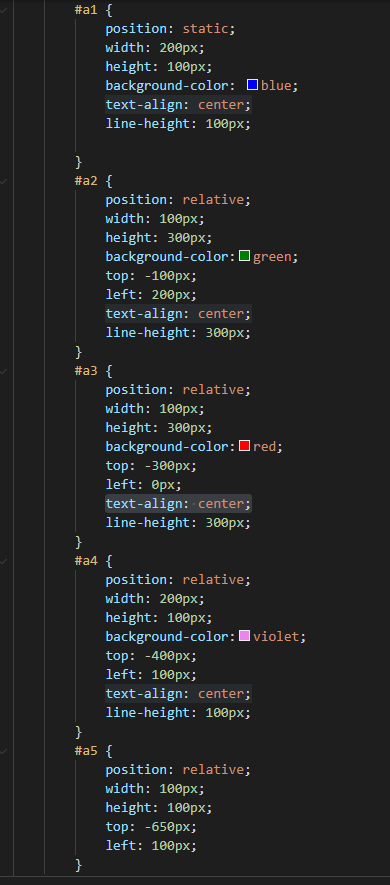 #a1 {
position: static;
width: 200px;
height: 100px;
background-color: blue;
text-align: center;
line-height: 100px;
}
#a2 {
position: relative;
width: 100px;
height: 300px;
background-color:green;
top: -100px;
left: 200px;
text-align: center;
line-height: 300px;
}
#a3 {
position: relative;
width: 100px;
height: 300px;
background-color:red;
top: -300px;
left: 0px;
text-align: center;
line-height: 300px;
}
#a4 {
position: relative;
width: 200px;
height: 100px;
background-color:violet;
top: -400px;
left: 100px;
text-align: center;
line-height: 100px;
}
#a5 {
position: relative;
width: 100px;
height: 100px;
top: -650px;
left: 100px;
}